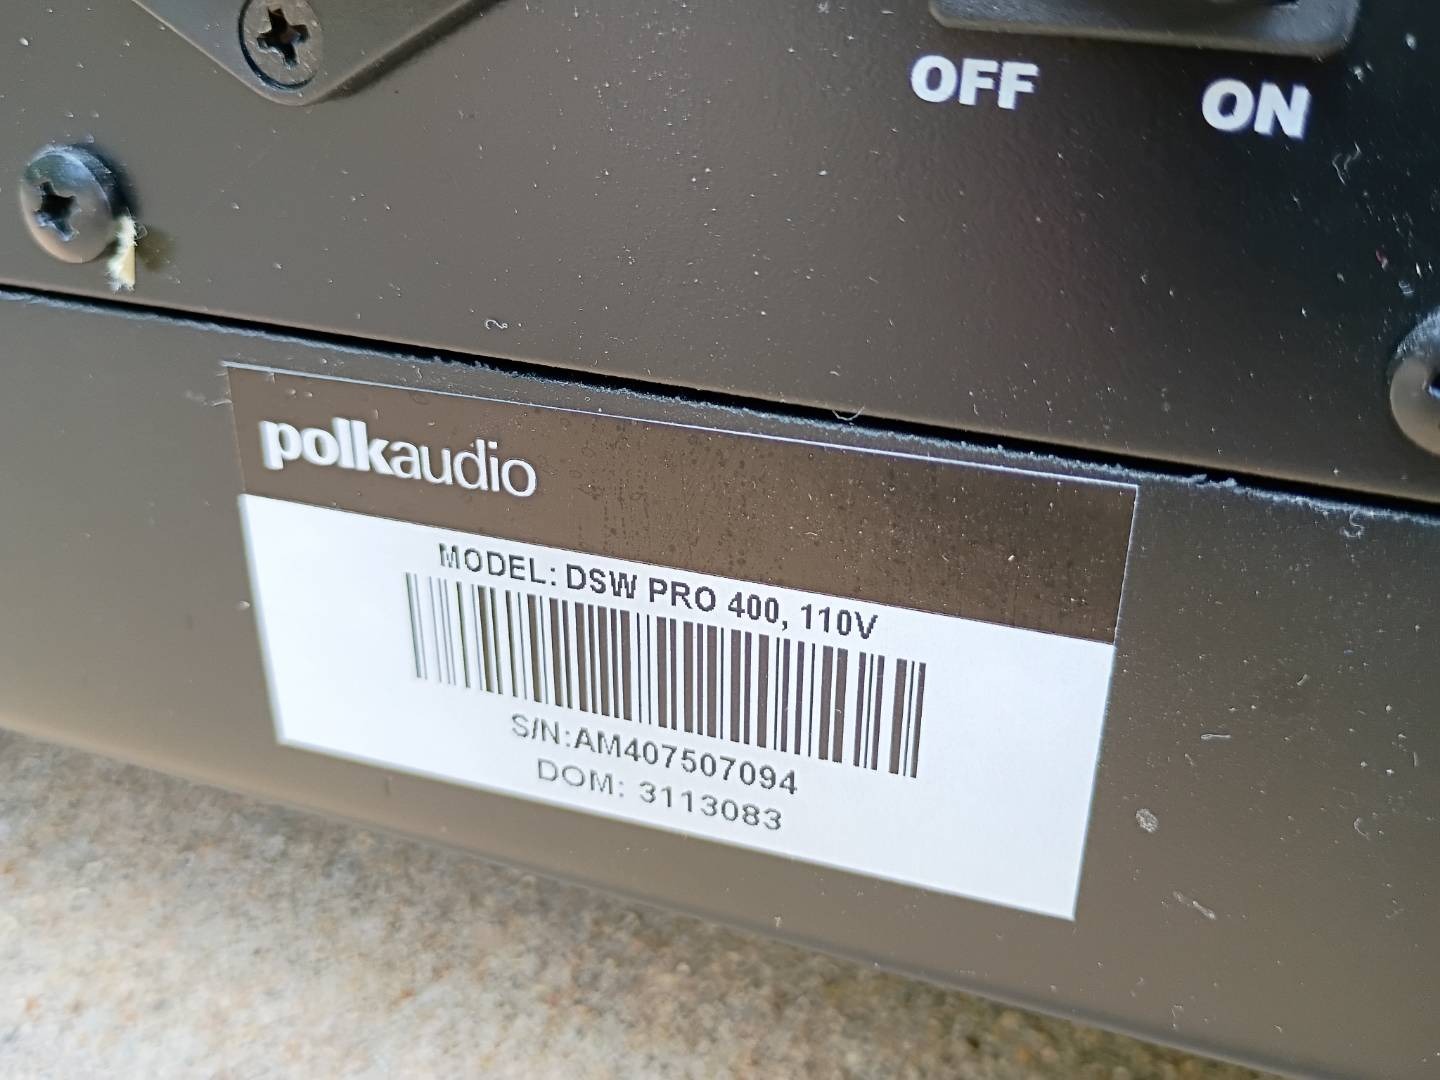 OFF ON
polkaudio
MODEL: DSW PRO 400, 110V
S/N:AM407507094
DOM: 3113083